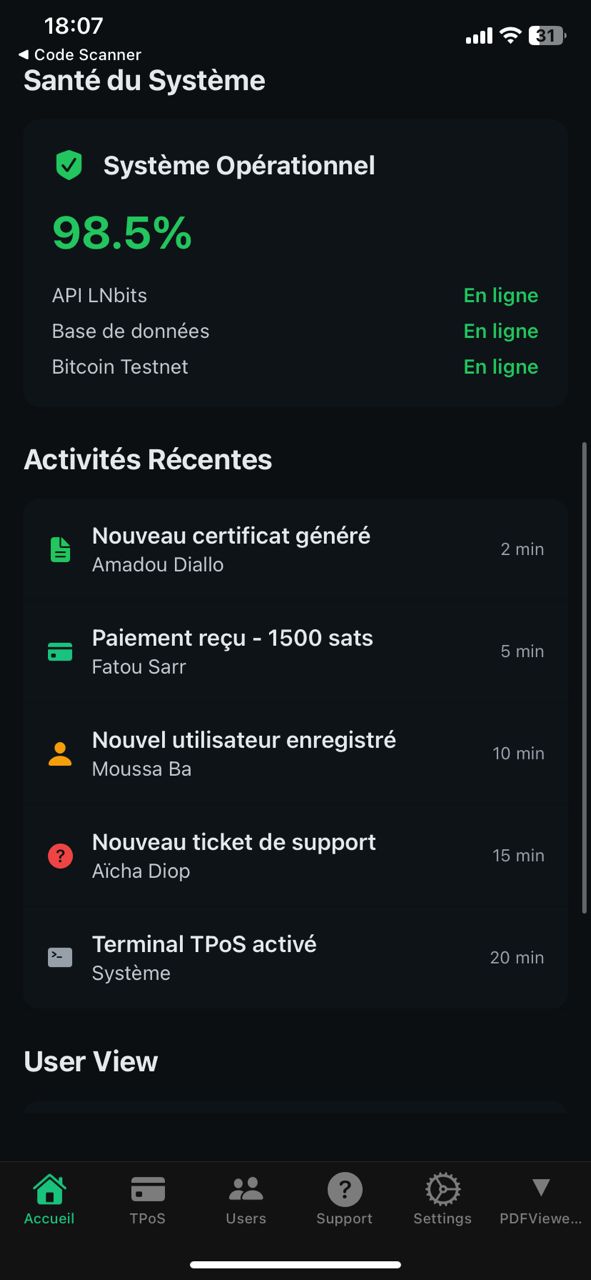 18:07
31
◀ Code Scanner
Santé du Système
Système Opérationnel
98.5%
API LNbits En ligne
Base de données En ligne
Bitcoin Testnet En ligne
Activités Récentes
Nouveau certificat généré
Amadou Diallo
2 min
Paiement reçu - 1500 sats
Fatou Sarr
5 min
Nouvel utilisateur enregistré
Moussa Ba
10 min
Nouveau ticket de support
Aïcha Diop
15 min
Terminal TPoS activé
Système
20 min
User View
Accueil
TPoS
Users
Support
Settings
PDFViewe...